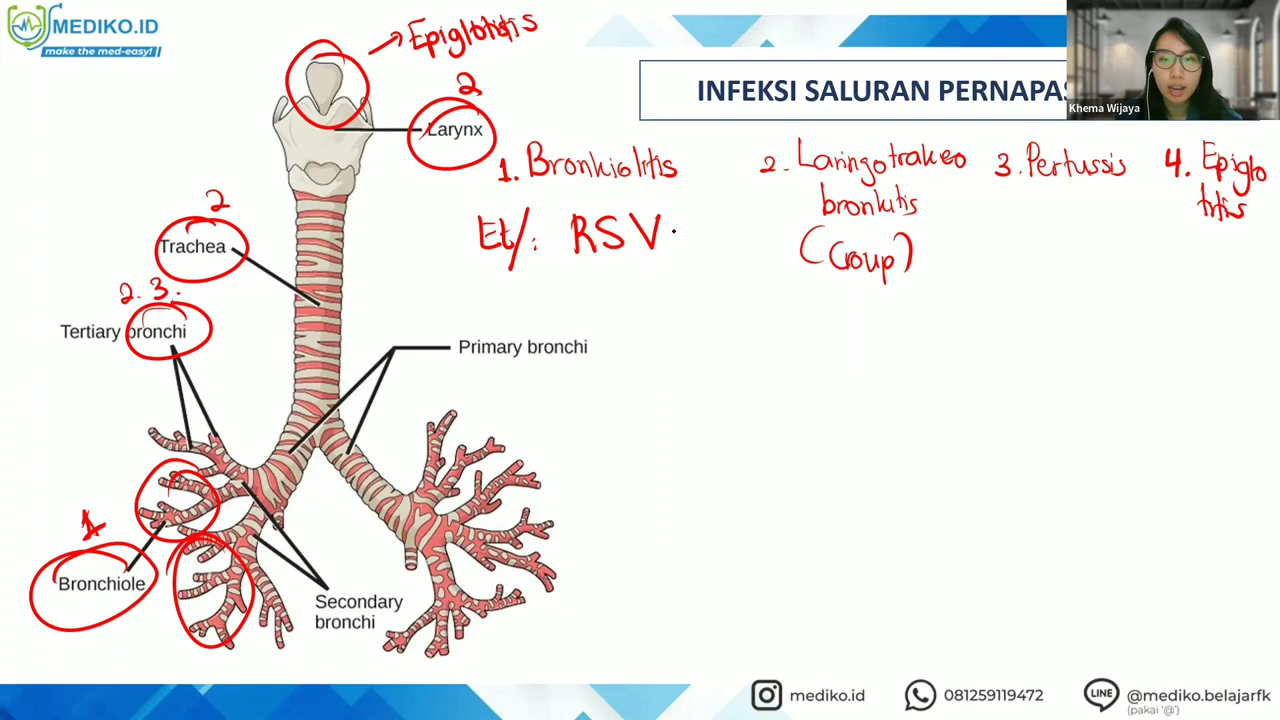 MEDIKO.ID
make the med-easy!
Epiglotitis
INFEKSI SALURAN PERNAPAS
Khema Wijaya
2
Larynx
1. Bronkiolitis
2. Laringotrakeo
bronkitis
(Croup)
3. Pertussis
4. Epiglo
titis
Et/: RSV
2
Trachea
2. 3.
Tertiary bronchi
Primary bronchi
1
Bronchiole
Secondary
bronchi
mediko.id
081259119472
LINE
@mediko.belajarfk
(pakai '@')